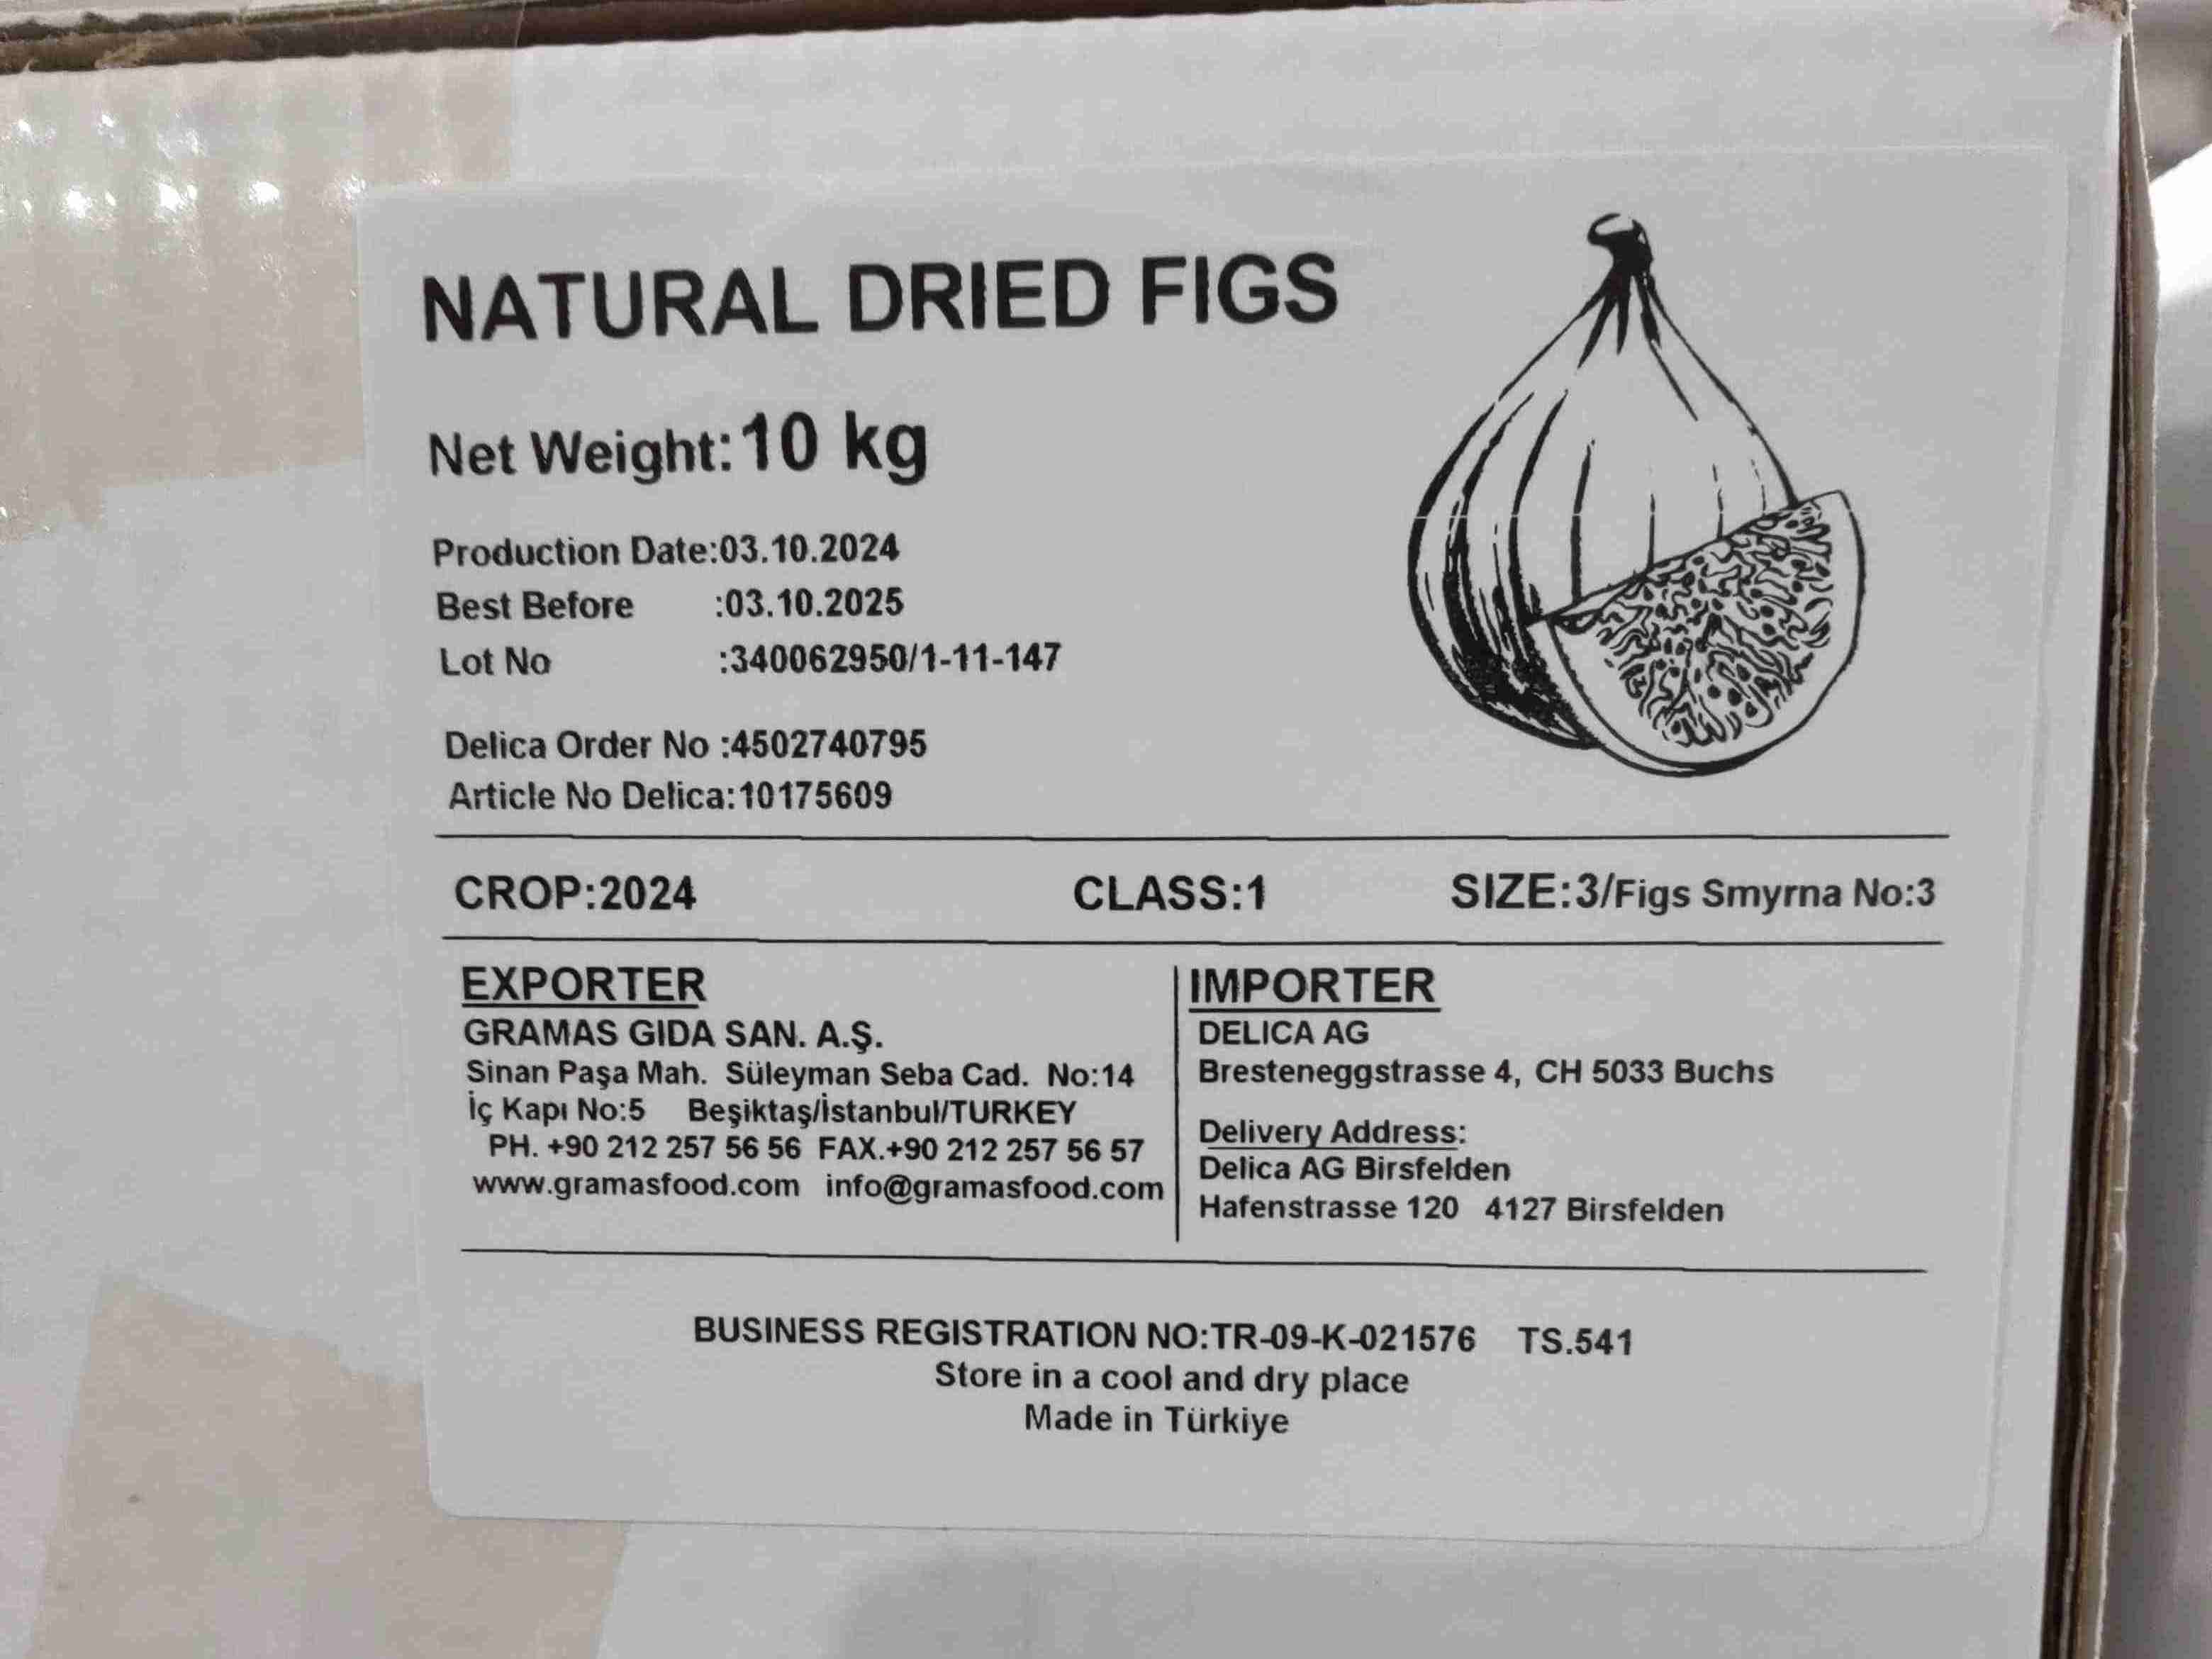 NATURAL DRIED FIGS
Net Weight:10 kg
Production Date:03.10.2024
Best Before :03.10.2025
Lot No :340062950/1-11-147
Delica Order No :4502740795
Article No Delica:10175609
CROP:2024 CLASS:1 SIZE:3/Figs Smyrna No:3
EXPORTER
GRAMAS GIDA SAN. A.Ş.
Sinan Paşa Mah. Süleyman Seba Cad. No:14
İç Kapı No:5 Beşiktaş/İstanbul/TURKEY
PH. +90 212 257 56 56 FAX.+90 212 257 56 57
www.gramasfood.com info@gramasfood.com
IMPORTER
DELICA AG
Bresteneggstrasse 4, CH 5033 Buchs
Delivery Address:
Delica AG Birsfelden
Hafenstrasse 120 4127 Birsfelden
BUSINESS REGISTRATION NO:TR-09-K-021576 TS.541
Store in a cool and dry place
Made in Türkiye